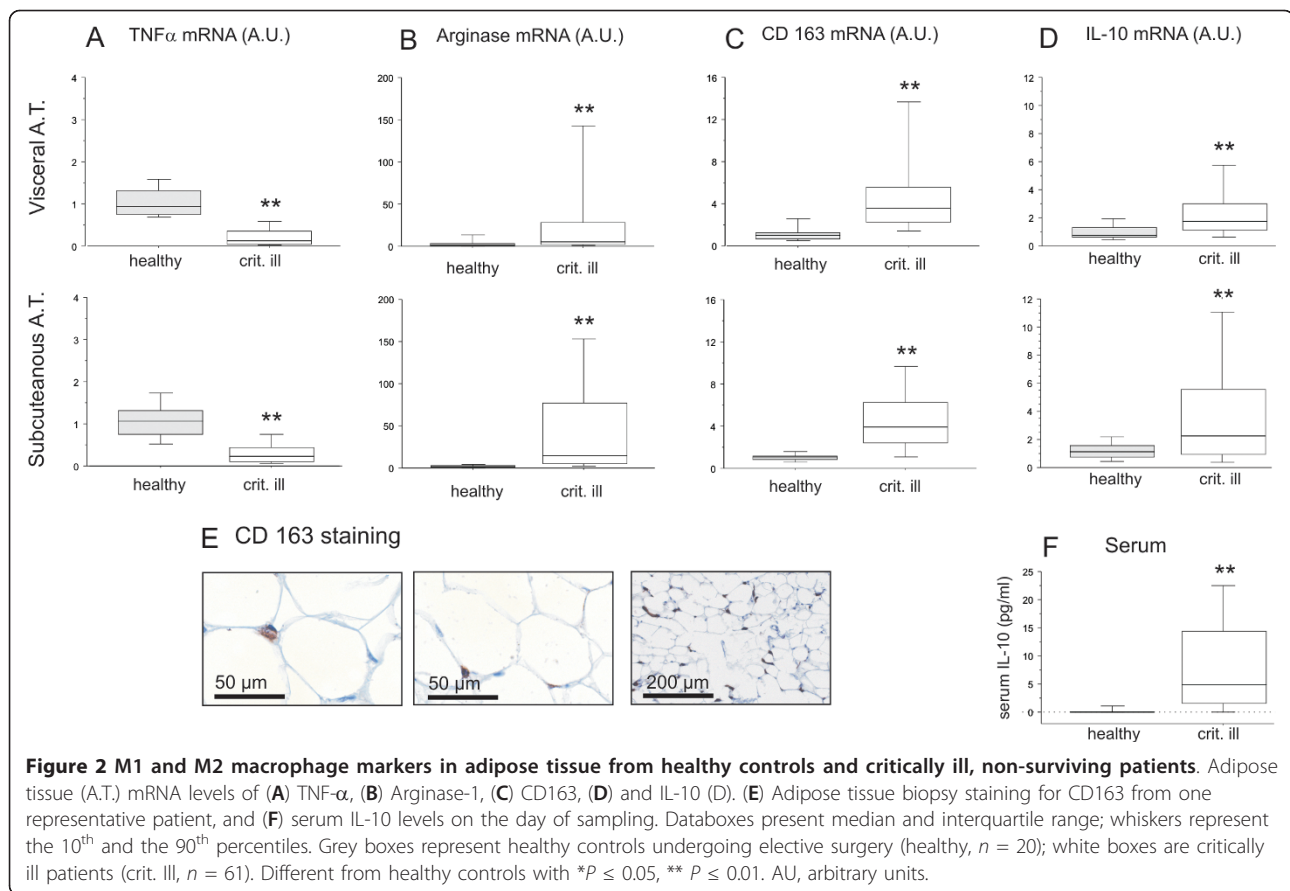 A TNFα mRNA (A.U.)
B Arginase mRNA (A.U.)
C CD 163 mRNA (A.U.)
D IL-10 mRNA (A.U.)
Visceral A.T.
4
3
2
1
0
healthy crit. ill
**
200
150
100
50
0
healthy crit. ill
**
16
12
8
4
0
healthy crit. ill
**
12
10
8
6
4
2
0
healthy crit. ill
**
Subcuteanous A.T.
4
3
2
1
0
healthy crit. ill
**
200
150
100
50
0
healthy crit. ill
**
16
12
8
4
0
healthy crit. ill
**
12
10
8
6
4
2
0
healthy crit. ill
**
E CD 163 staining
50 µm
50 µm
200 µm
F Serum
serum IL-10 (pg/ml)
25
20
15
10
5
0
healthy crit. ill
**
Figure 2 M1 and M2 macrophage markers in adipose tissue from healthy controls and critically ill, non-surviving patients. Adipose
tissue (A.T.) mRNA levels of (A) TNF-α, (B) Arginase-1, (C) CD163, (D) and IL-10 (D). (E) Adipose tissue biopsy staining for CD163 from one
representative patient, and (F) serum IL-10 levels on the day of sampling. Databoxes present median and interquartile range; whiskers represent
the 10th and the 90th percentiles. Grey boxes represent healthy controls undergoing elective surgery (healthy, n = 20); white boxes are critically
ill patients (crit. Ill, n = 61). Different from healthy controls with *P ≤ 0.05, ** P ≤ 0.01. AU, arbitrary units.